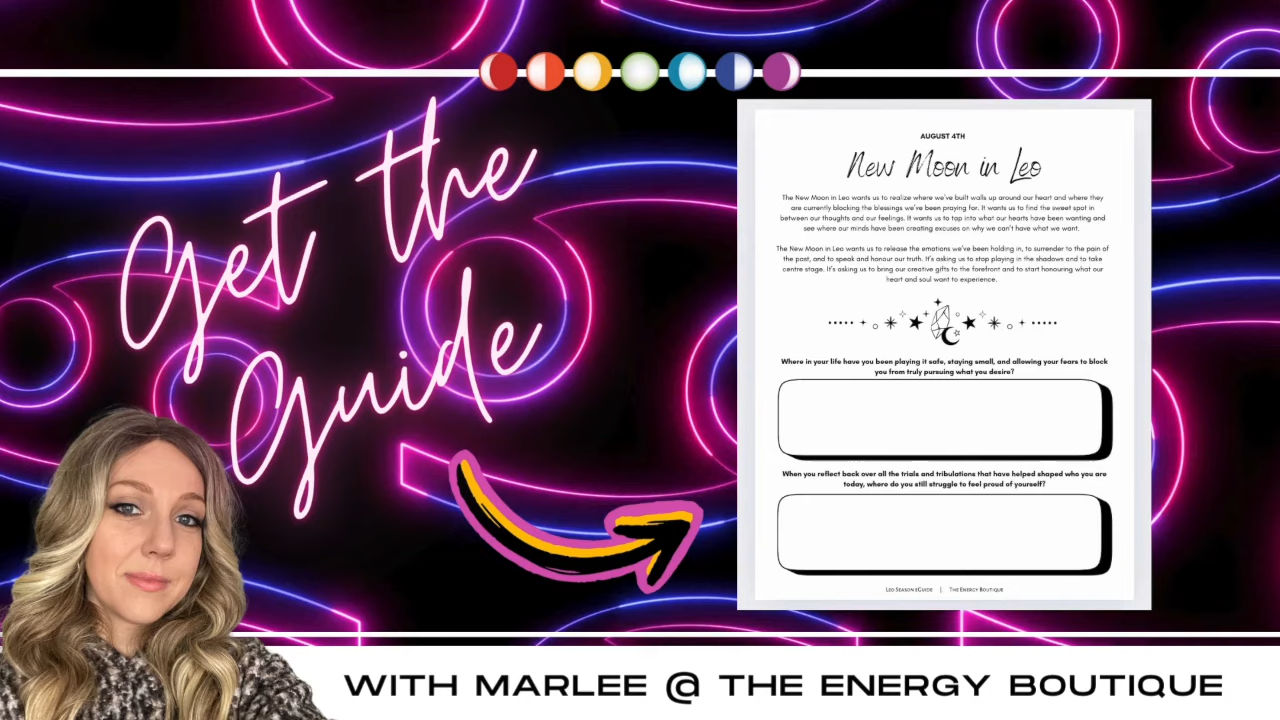 Get the
Guide
AUGUST 4TH
New Moon in Leo
The New Moon in Leo wants us to realize where we've built walls up around our heart and where they
are currently blocking the blessings we've been praying for. It wants us to find the sweet spot in
between our thoughts and our feelings. It wants us to tap into what our hearts have been wanting and
see where our minds have been creating excuses on why we can't have what we want.
The New Moon in Leo wants us to release the emotions we've been holding in, to surrender to the pain of
the past, and to speak and honour our truth. It's asking us to stop playing in the shadows and to take
centre stage. It's asking us to bring our creative gifts to the forefront and to start honouring what our
heart and soul want to experience.
Where in your life have you been playing it safe, staying small, and allowing your fears to block
you from truly pursuing what you desire?
When you reflect back over all the trials and tribulations that have helped shaped who you are
today, where do you still struggle to feel proud of yourself?
Leo Season eGuide | The Energy Boutique
WITH MARLEE @ THE ENERGY BOUTIQUE